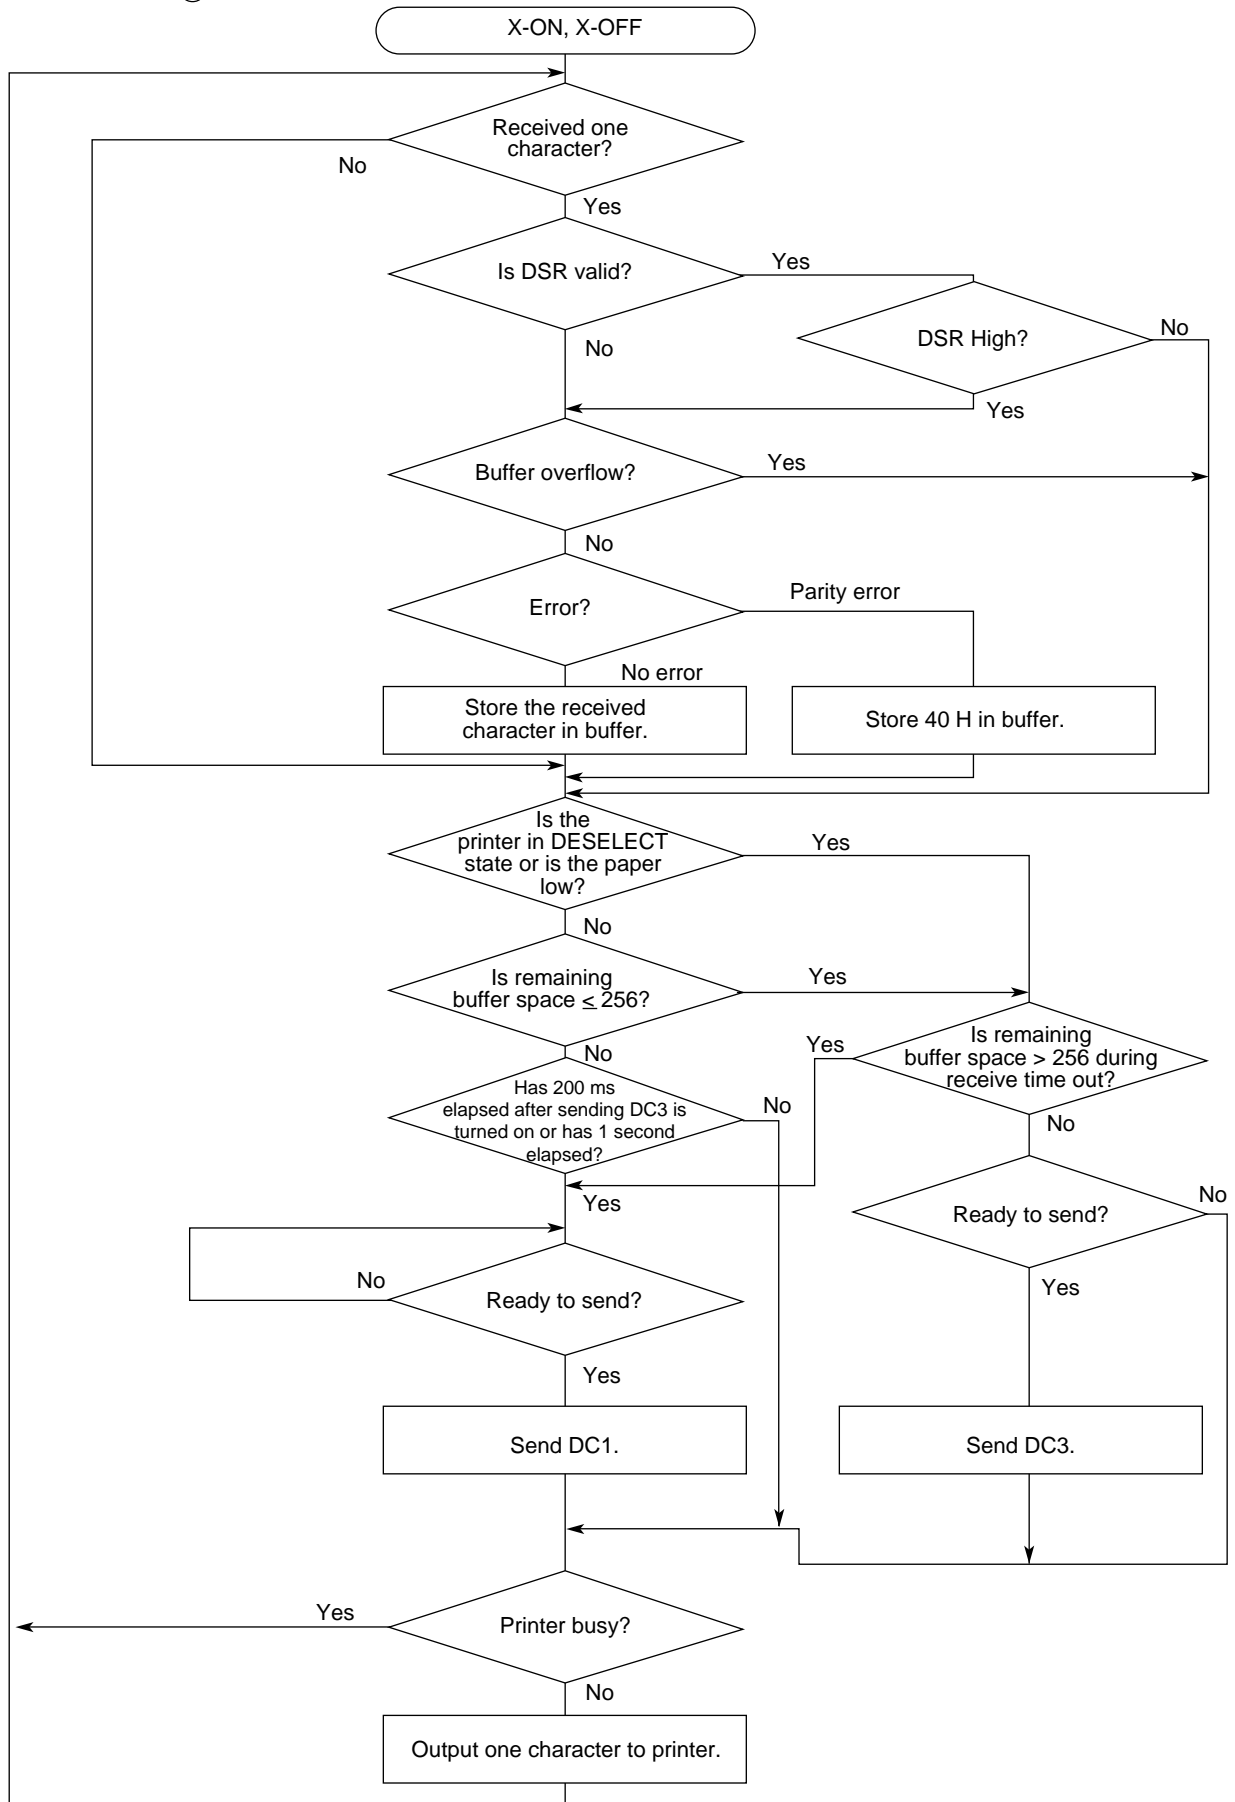 X-ON, X-OFF
Received one
character?
No
Yes
Is DSR valid?
Yes
DSR High?
No
No
Yes
Buffer overflow?
Yes
No
Error?
Parity error
No error
Store the received
character in buffer.
Store 40 H in buffer.
Is the
printer in DESELECT
state or is the paper
low?
Yes
No
Is remaining
buffer space ≤ 256?
Yes
Is remaining
buffer space > 256 during
receive time out?
Yes
No
No
Has 200 ms
elapsed after sending DC3 is
turned on or has 1 second
elapsed?
No
Yes
Ready to send?
No
Yes
Ready to send?
No
Yes
Send DC1.
Send DC3.
Printer busy?
Yes
No
Output one character to printer.